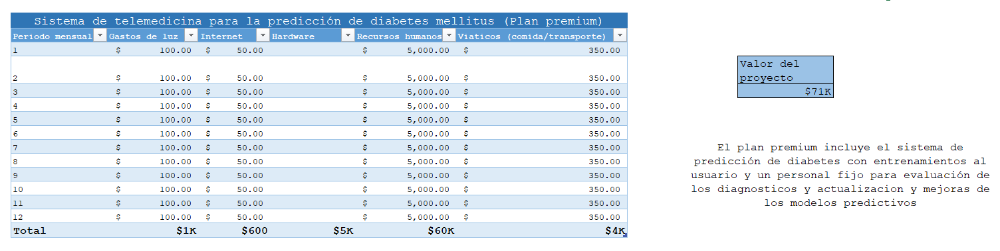 Sistema de telemedicina para la predicción de diabetes mellitus (Plan premium)
Periodo mensual Gastos de luz Internet Hardware Recursos humanos Viaticos (comida/transporte)
1 $ 100.00 $ 50.00 $ 5,000.00 $ 350.00
2 $ 100.00 $ 50.00 $ 5,000.00 $ 350.00
3 $ 100.00 $ 50.00 $ 5,000.00 $ 350.00
4 $ 100.00 $ 50.00 $ 5,000.00 $ 350.00
5 $ 100.00 $ 50.00 $ 5,000.00 $ 350.00
6 $ 100.00 $ 50.00 $ 5,000.00 $ 350.00
7 $ 100.00 $ 50.00 $ 5,000.00 $ 350.00
8 $ 100.00 $ 50.00 $ 5,000.00 $ 350.00
9 $ 100.00 $ 50.00 $ 5,000.00 $ 350.00
10 $ 100.00 $ 50.00 $ 5,000.00 $ 350.00
11 $ 100.00 $ 50.00 $ 5,000.00 $ 350.00
12 $ 100.00 $ 50.00 $ 5,000.00 $ 350.00
Total $1K $600 $5K $60K $4K
Valor del
proyecto
$71K
El plan premium incluye el sistema de
predicción de diabetes con entrenamientos al
usuario y un personal fijo para evaluación de
los diagnosticos y actualizacion y mejoras de
los modelos predictivos